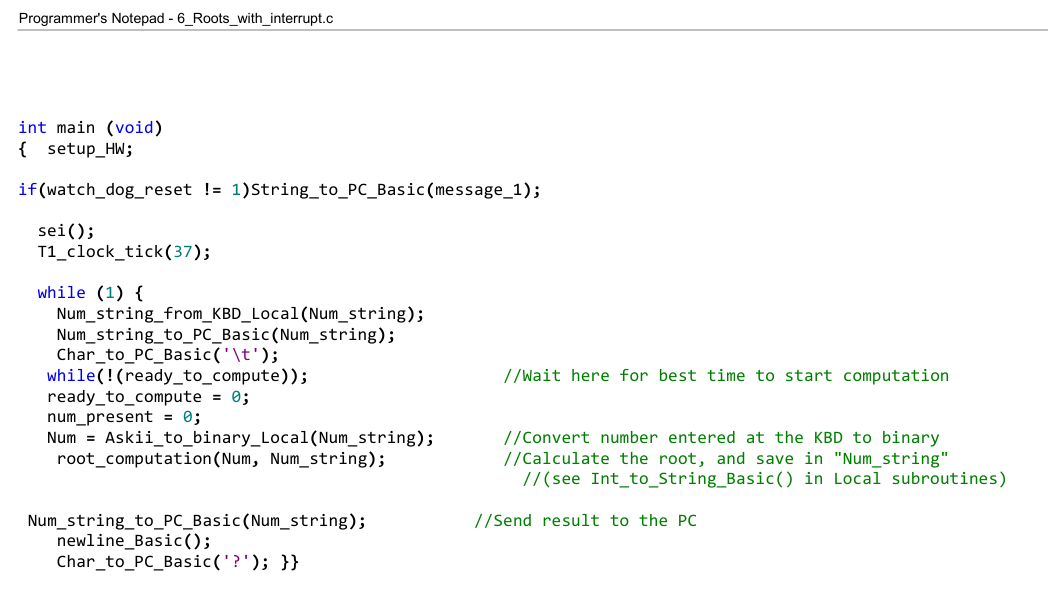 Programmer's Notepad - 6_Roots_with_interrupt.c
int main (void)
{  setup_HW;
if(watch_dog_reset != 1)String_to_PC_Basic(message_1);
sei();
T1_clock_tick(37);
while (1) {
Num_string_from_KBD_Local(Num_string);
Num_string_to_PC_Basic(Num_string);
Char_to_PC_Basic('\t');
while(!(ready_to_compute)); //Wait here for best time to start computation
ready_to_compute = 0;
num_present = 0;
Num = Askii_to_binary_Local(Num_string); //Convert number entered at the KBD to binary
root_computation(Num, Num_string); //Calculate the root, and save in "Num_string"
//(see Int_to_String_Basic() in Local subroutines)
Num_string_to_PC_Basic(Num_string); //Send result to the PC
newline_Basic();
Char_to_PC_Basic('?'); }}